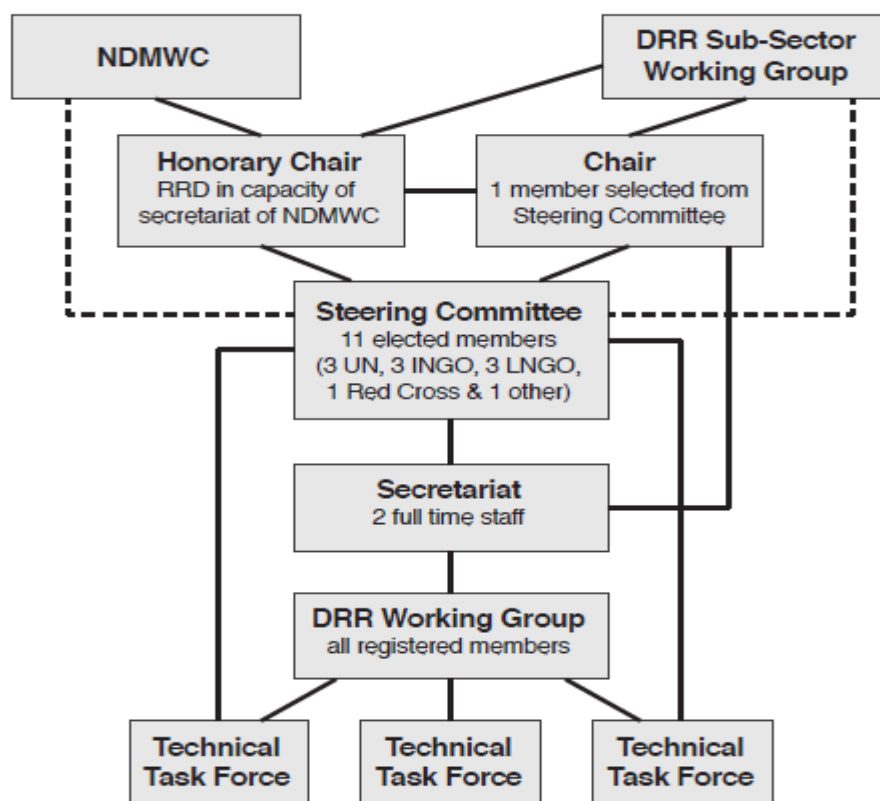 NDMWC
DRR Sub-Sector
Working Group
Honorary Chair
RRD in capacity of
secretariat of NDMWC
Chair
1 member selected from
Steering Committee
Steering Committee
11 elected members
(3 UN, 3 INGO, 3 LNGO,
1 Red Cross & 1 other)
Secretariat
2 full time staff
DRR Working Group
all registered members
Technical
Task Force
Technical
Task Force
Technical
Task Force